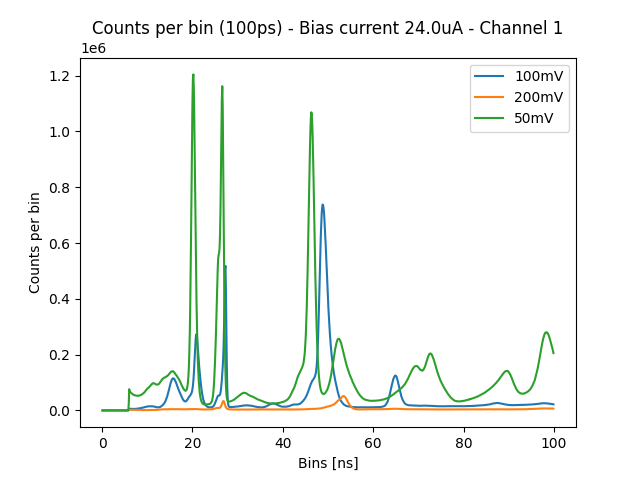 Counts per bin (100ps) - Bias current 24.0uA - Channel 1
1e6
1.2
1.0
0.8
0.6
0.4
0.2
0.0
Counts per bin
100mV
200mV
50mV
0 20 40 60 80 100
Bins [ns]